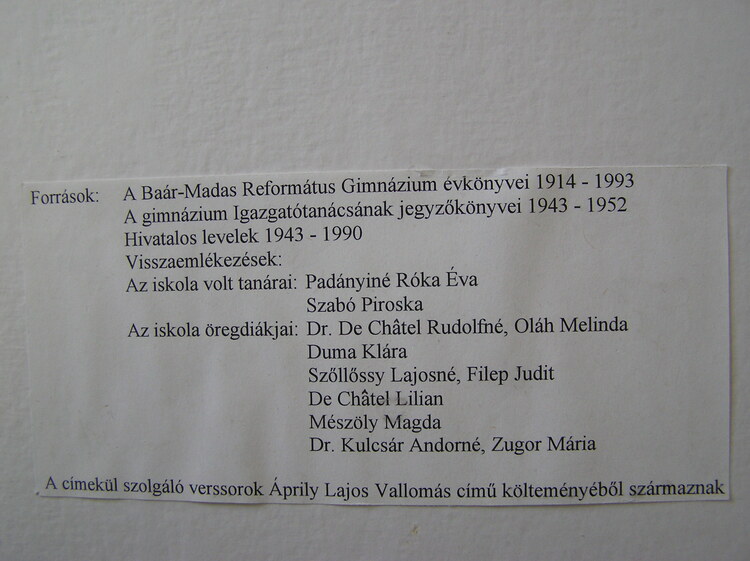 Források: A Baár-Madas Református Gimnázium évkönyvei 1914 - 1993
A gimnázium Igazgatótanácsának jegyzőkönyvei 1943 - 1952
Hivatalos levelek 1943 - 1990
Visszaemlékezések:
Az iskola volt tanárai: Padányiné Róka Éva
Szabó Piroska
Az iskola öregdiákjai: Dr. De Châtel Rudolfné, Oláh Melinda
Duma Klára
Szőllőssy Lajosné, Filep Judit
De Châtel Lilian
Mészöly Magda
Dr. Kulcsár Andorné, Zugor Mária
A címekül szolgáló verssorok Áprily Lajos Vallomás című költeményéből származnak